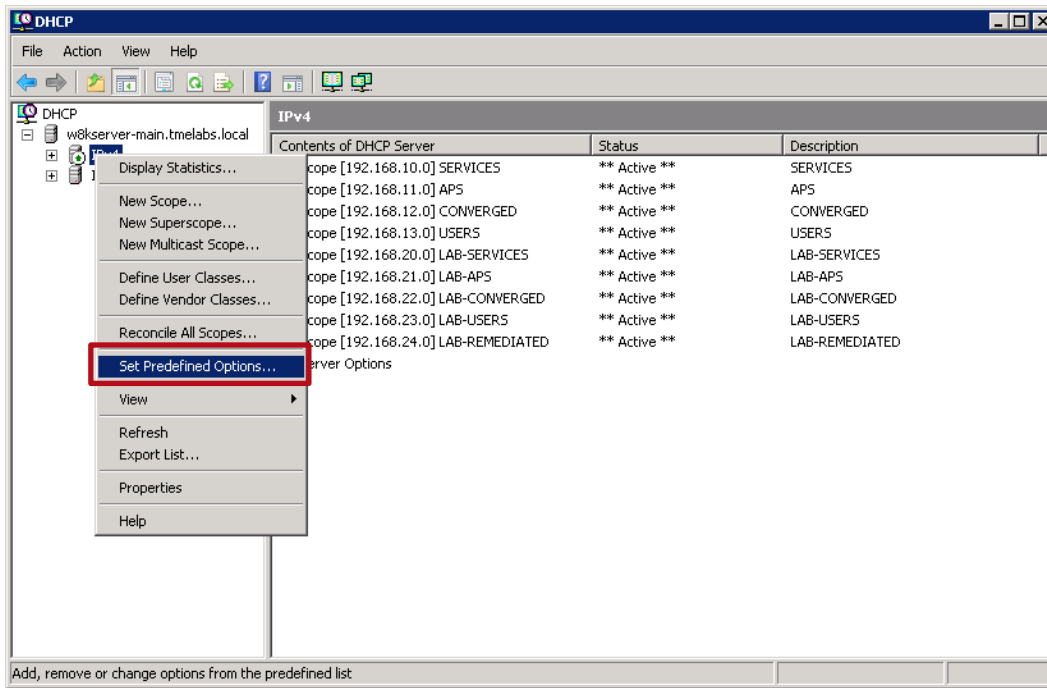 DHCP
File Action View Help
DHCP
w8kserver-main.tmelabs.local
IPv4
Contents of DHCP Server Status Description
cope [192.168.10.0] SERVICES ** Active ** SERVICES
cope [192.168.11.0] APS ** Active ** APS
cope [192.168.12.0] CONVERGED ** Active ** CONVERGED
cope [192.168.13.0] USERS ** Active ** USERS
cope [192.168.20.0] LAB-SERVICES ** Active ** LAB-SERVICES
cope [192.168.21.0] LAB-APS ** Active ** LAB-APS
cope [192.168.22.0] LAB-CONVERGED ** Active ** LAB-CONVERGED
cope [192.168.23.0] LAB-USERS ** Active ** LAB-USERS
cope [192.168.24.0] LAB-REMEDIATED ** Active ** LAB-REMEDIATED
erver Options
Display Statistics...
New Scope...
New Superscope...
New Multicast Scope...
Define User Classes...
Define Vendor Classes...
Reconcile All Scopes...
Set Predefined Options...
View
Refresh
Export List...
Properties
Help
Add, remove or change options from the predefined list